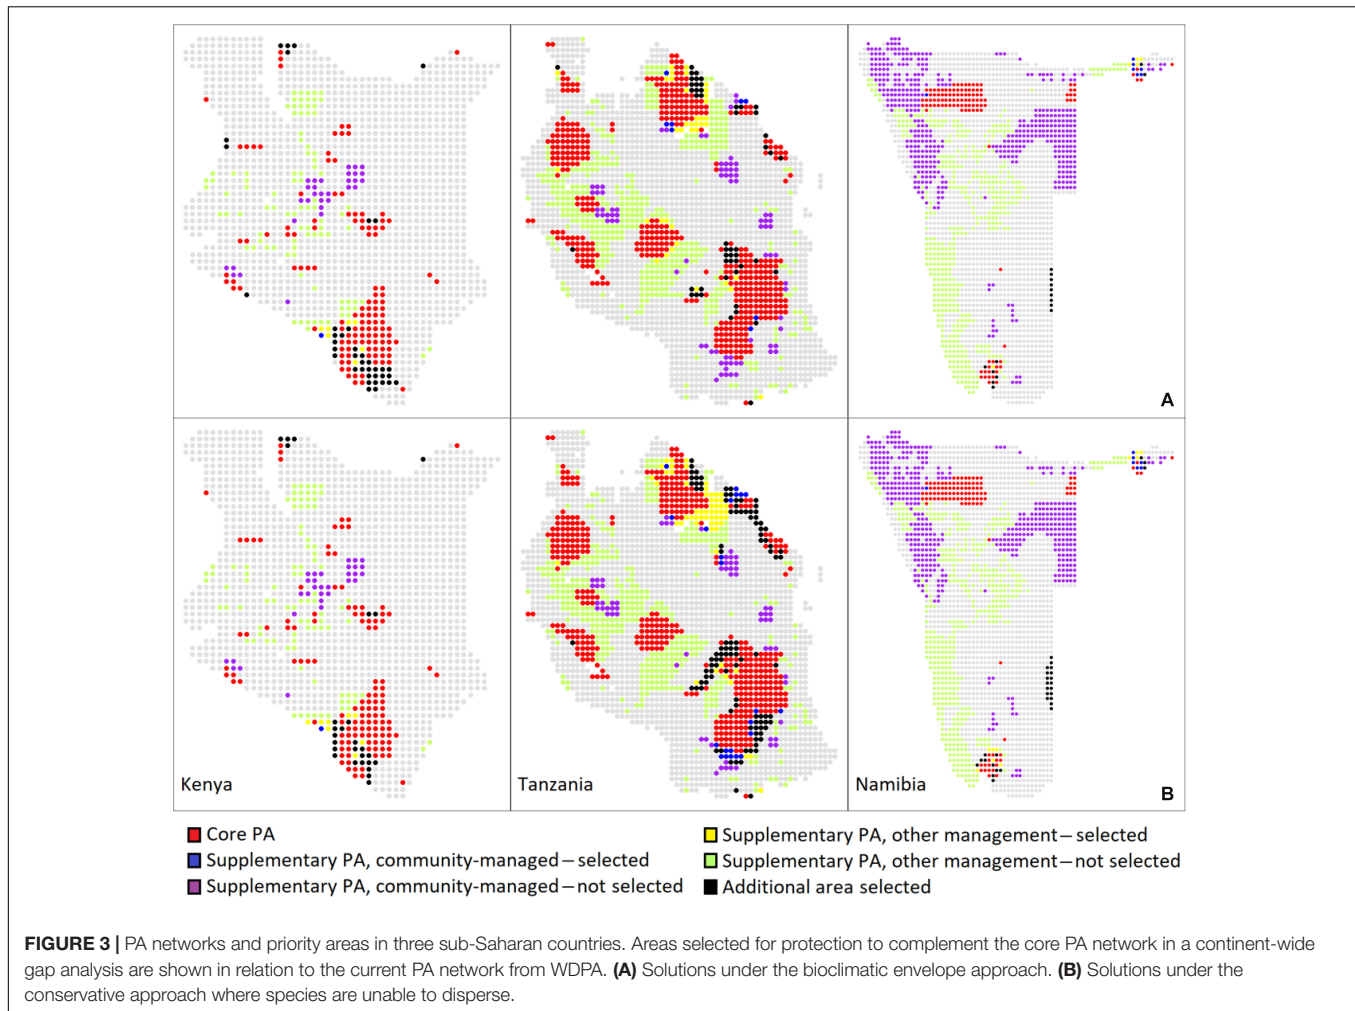 A
Kenya
Tanzania
Namibia
B
Core PA
Supplementary PA, community-managed – selected
Supplementary PA, community-managed – not selected
Supplementary PA, other management – selected
Supplementary PA, other management – not selected
Additional area selected
FIGURE 3 | PA networks and priority areas in three sub-Saharan countries. Areas selected for protection to complement the core PA network in a continent-wide
gap analysis are shown in relation to the current PA network from WDPA. (A) Solutions under the bioclimatic envelope approach. (B) Solutions under the
conservative approach where species are unable to disperse.